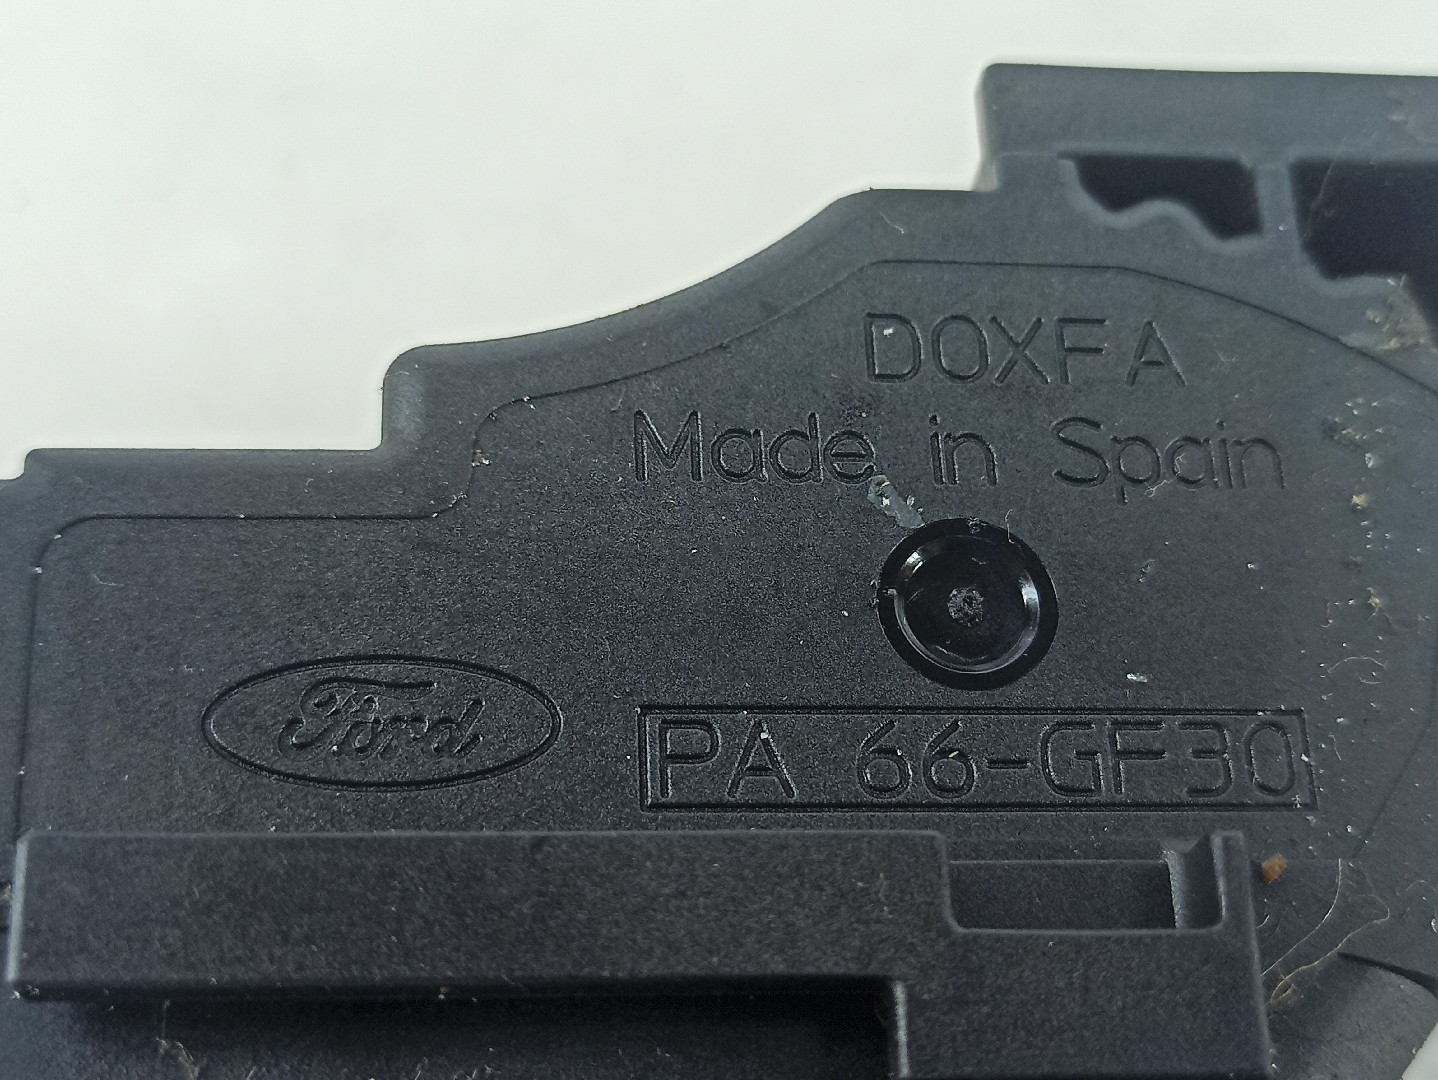 DOXFA
Made in Spain
Ford
PA 66-GF30